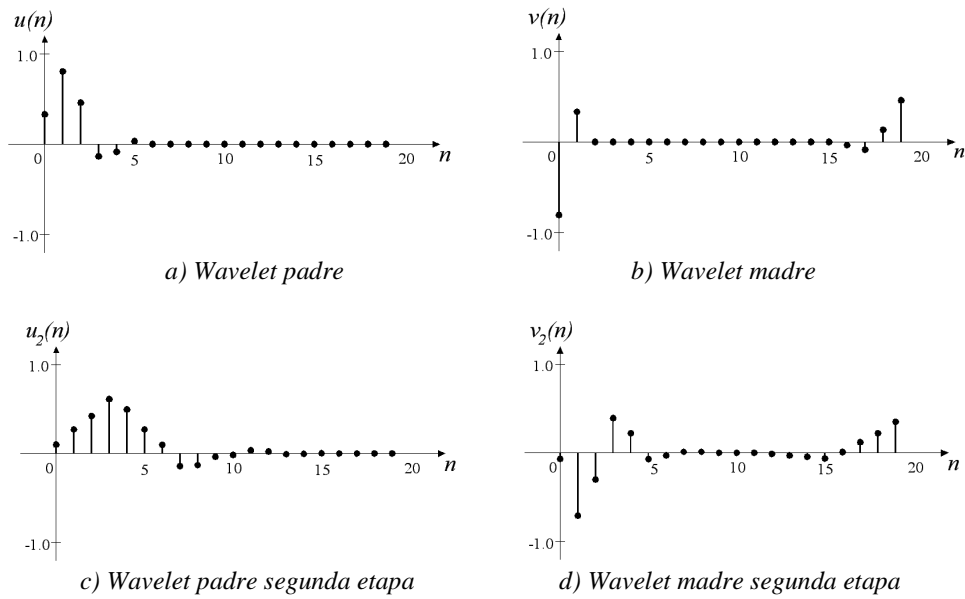 u(n)
1.0
0 5 10 15 20 n
-1.0
a) Wavelet padre
v(n)
1.0
0 5 10 15 20 n
-1.0
b) Wavelet madre
u2(n)
1.0
0 5 10 15 20 n
-1.0
c) Wavelet padre segunda etapa
v2(n)
1.0
0 5 10 15 20 n
-1.0
d) Wavelet madre segunda etapa